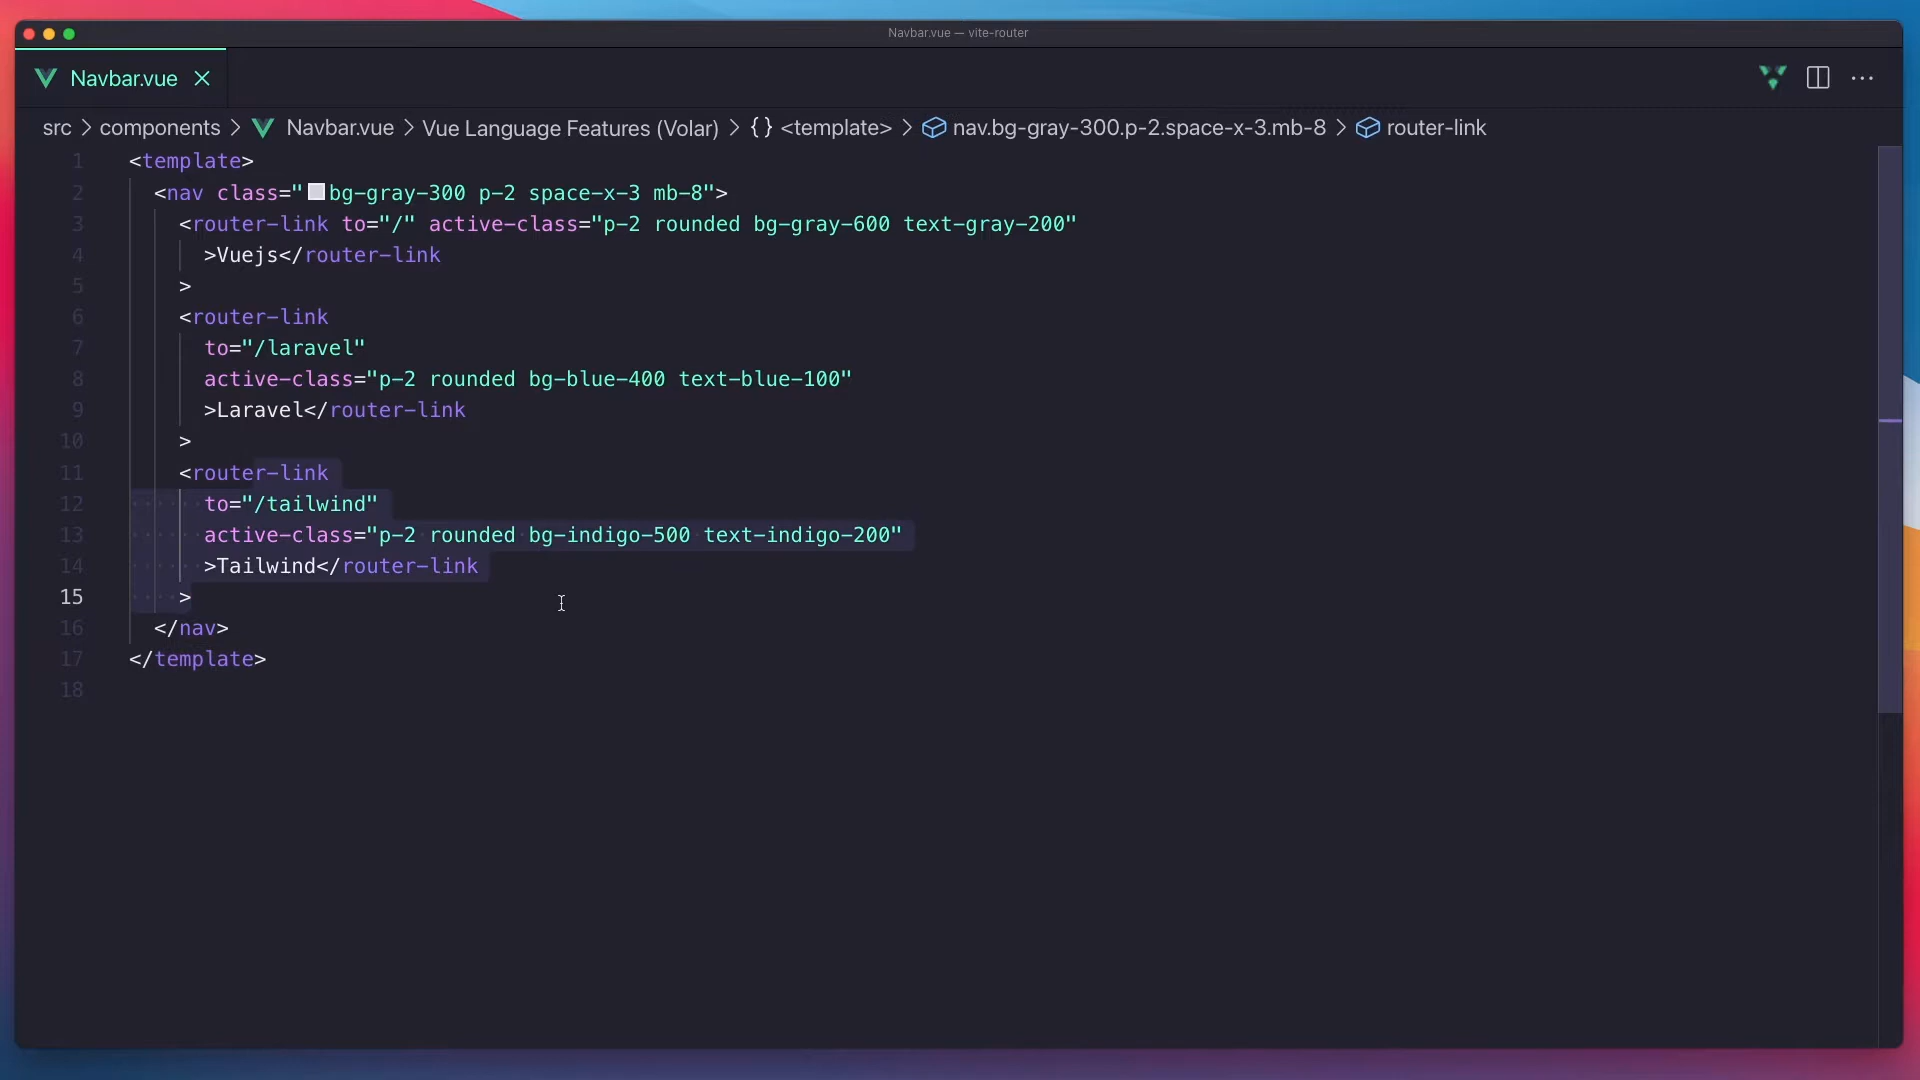 Navbar.vue — vite-router
Navbar.vue
src > components > Navbar.vue > Vue Language Features (Volar) > {} <template> > nav.bg-gray-300.p-2.space-x-3.mb-8 > router-link
1 <template>
2 <nav class="bg-gray-300 p-2 space-x-3 mb-8">
3 <router-link to="/" active-class="p-2 rounded bg-gray-600 text-gray-200"
4 >Vuejs</router-link
5 >
6 <router-link
7 to="/laravel"
8 active-class="p-2 rounded bg-blue-400 text-blue-100"
9 >Laravel</router-link
10 >
11 <router-link
12 to="/tailwind"
13 active-class="p-2 rounded bg-indigo-500 text-indigo-200"
14 >Tailwind</router-link
15 >
16 </nav>
17 </template>
18